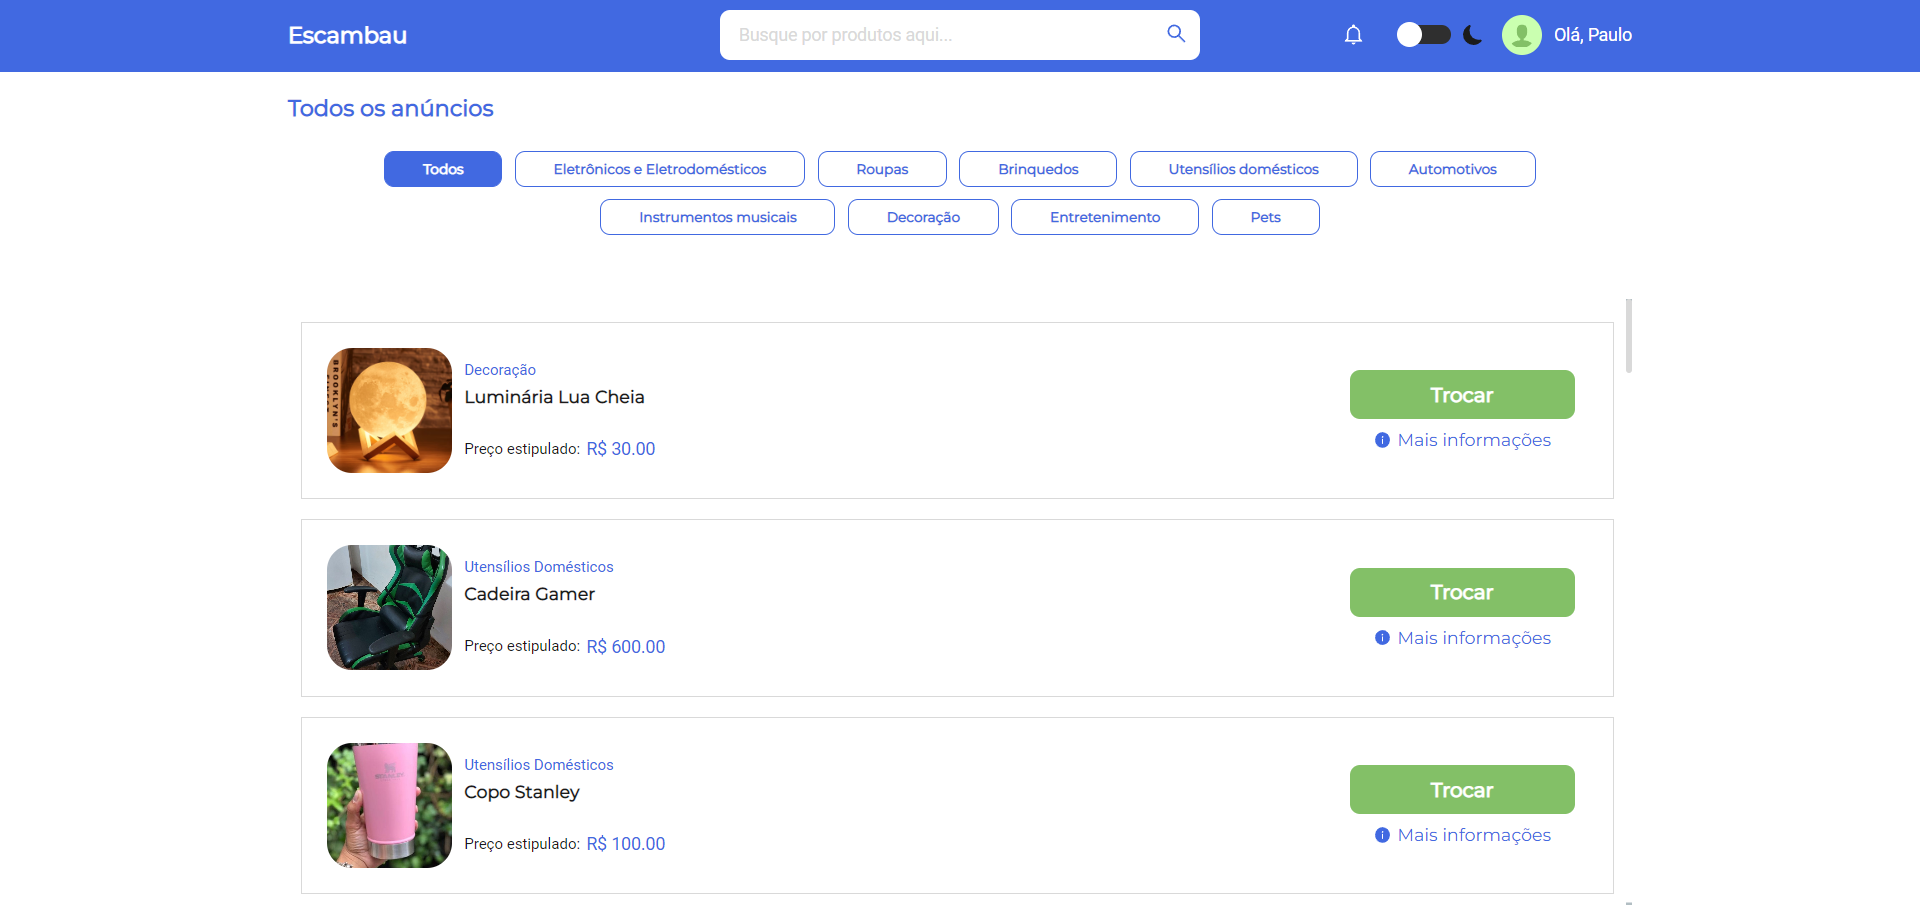 Escambau
Busque por produtos aqui...
Olá, Paulo
Todos os anúncios
Todos
Eletrônicos e Eletrodomésticos
Roupas
Brinquedos
Utensílios domésticos
Automotivos
Instrumentos musicais
Decoração
Entretenimento
Pets
BROOKLYN'S
Decoração
Luminária Lua Cheia
Preço estipulado: R$ 30.00
Trocar
Mais informações
Utensílios Domésticos
Cadeira Gamer
Preço estipulado: R$ 600.00
Trocar
Mais informações
Utensílios Domésticos
Copo Stanley
Preço estipulado: R$ 100.00
Trocar
Mais informações